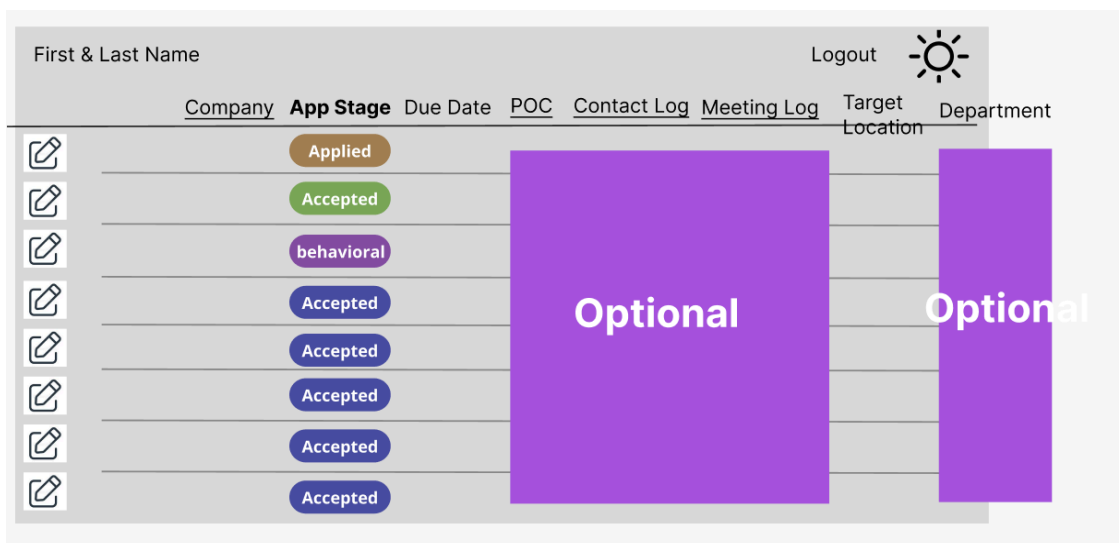 First & Last Name
Logout
Company App Stage Due Date POC Contact Log Meeting Log Target Location Department
Applied
Accepted
behavioral
Accepted
Optional
Optional
Accepted
Accepted
Accepted
Accepted